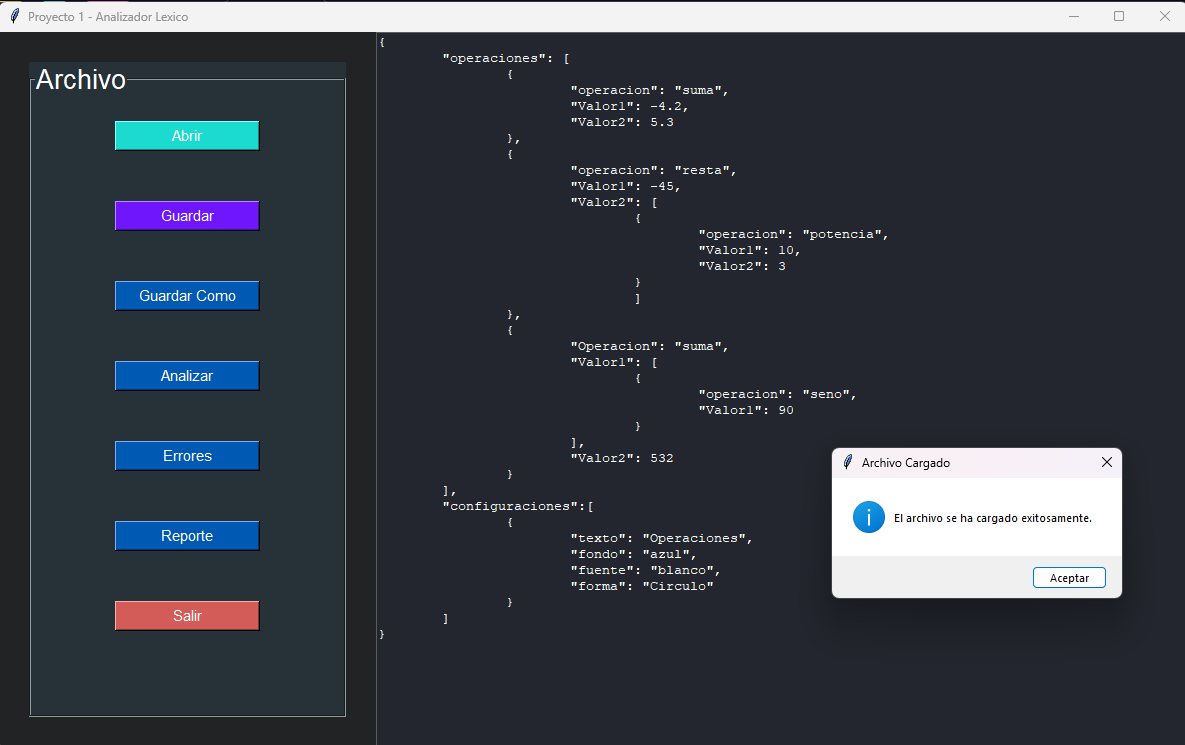 Proyecto 1 - Analizador Lexico
Archivo
Abrir
Guardar
Guardar Como
Analizar
Errores
Reporte
Salir
{
"operaciones": [
{
"operacion": "suma",
"Valor1": -4.2,
"Valor2": 5.3
},
{
"operacion": "resta",
"Valor1": -45,
"Valor2": [
{
"operacion": "potencia",
"Valor1": 10,
"Valor2": 3
}
]
},
{
"Operacion": "suma",
"Valor1": [
{
"operacion": "seno",
"Valor1": 90
}
],
"Valor2": 532
}
],
"configuraciones":[
{
"texto": "Operaciones",
"fondo": "azul",
"fuente": "blanco",
"forma": "Circulo"
}
]
}
Archivo Cargado
El archivo se ha cargado exitosamente.
Aceptar